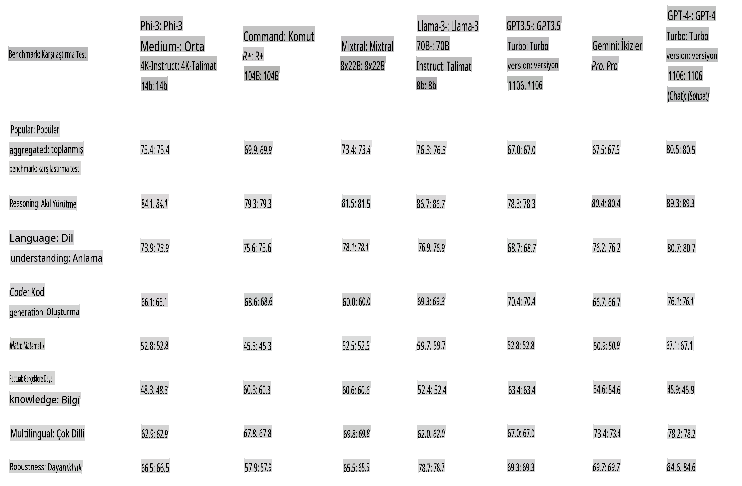 Benchmark: Karşılaştırma Tes.
Phi-3: Phi-3
Medium-: Orta
4K-Instruct: 4K-Talimat
14b: 14b
Command: Komut
R+: R+
104B: 104B
Mixtral: Mixtral
8x22B: 8x22B
Llama-3-: Llama-3
70B-: 70B
Instruct: Talimat
8b: 8b
GPT3.5-: GPT3.5
Turbo: Turbo
version: versiyon
1106: 1106
Gemini: İkizler
Pro: Pro
GPT-4-: GPT-4
Turbo: Turbo
version: versiyon
1106: 1106
(Chat): (Sohbet)
Popular: Popüler
aggregated: toplanmış
benchmark: karşılaştırma tes.
75.4: 75.4
69.9: 69.9
73.4: 73.4
76.3: 76.3
67.0: 67.0
67.5: 67.5
80.5: 80.5
Reasoning: Akıl Yürütme
84.1: 84.1
79.3: 79.3
81.5: 81.5
86.7: 86.7
78.3: 78.3
80.4: 80.4
89.3: 89.3
Language: Dil
understanding: Anlama
73.9: 73.9
75.6: 75.6
78.1: 78.1
76.9: 76.9
68.7: 68.7
76.2: 76.2
80.7: 80.7
Code: Kod
generation: Oluşturma
66.1: 66.1
68.6: 68.6
60.0: 60.0
69.3: 69.3
70.4: 70.4
66.7: 66.7
76.1: 76.1
52.8: 52.8
45.3: 45.3
52.5: 52.5
59.7: 59.7
52.8: 52.8
50.9: 50.9
67.1: 67.1
knowledge: Bilgi
48.3: 48.3
60.3: 60.3
60.6: 60.6
52.4: 52.4
63.4: 63.4
54.6: 54.6
45.9: 45.9
Multilingual: Çok Dilli
62.9: 62.9
67.8: 67.8
69.8: 69.8
62.0: 62.0
67.0: 67.0
73.4: 73.4
78.2: 78.2
Robustness: Dayanıklılık
66.5: 66.5
57.9: 57.9
65.5: 65.5
78.7: 78.7
69.3: 69.3
69.7: 69.7
84.6: 84.6